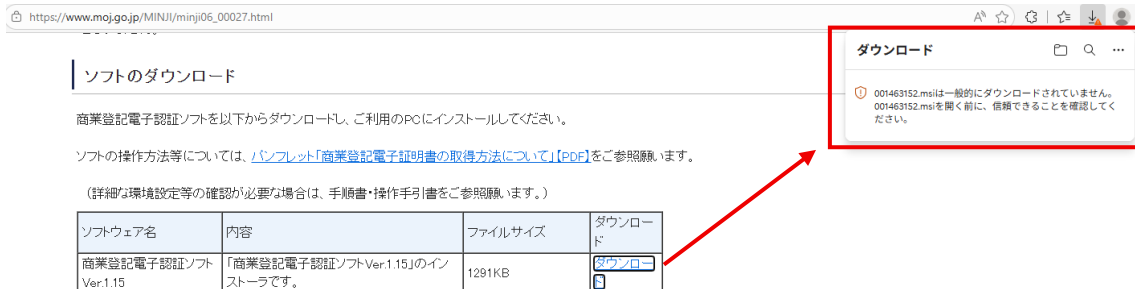 https://www.moj.go.jp/MINJI/minji06_00027.html
ソフトのダウンロード
商業登記電子認証ソフトを以下からダウンロードし、ご利用のPCにインストールしてください。
ソフトの操作方法等については、パンフレット「商業登記電子証明書の取得方法について」【PDF】をご参照願います。
（詳細な環境設定等の確認が必要な場合は、手順書・操作手引書をご参照願います。）
ソフトウェア名 内容 ファイルサイズ ダウンロー
ド
商業登記電子認証ソフト 「商業登記電子認証ソフトVer.1.15」のイン 1291KB ダウンロー
Ver.1.15 ストーラです。 ド
ダウンロード
001463152.msiは一般的にダウンロードされていません。
001463152.msiを開く前に、信頼できることを確認してく
ださい。